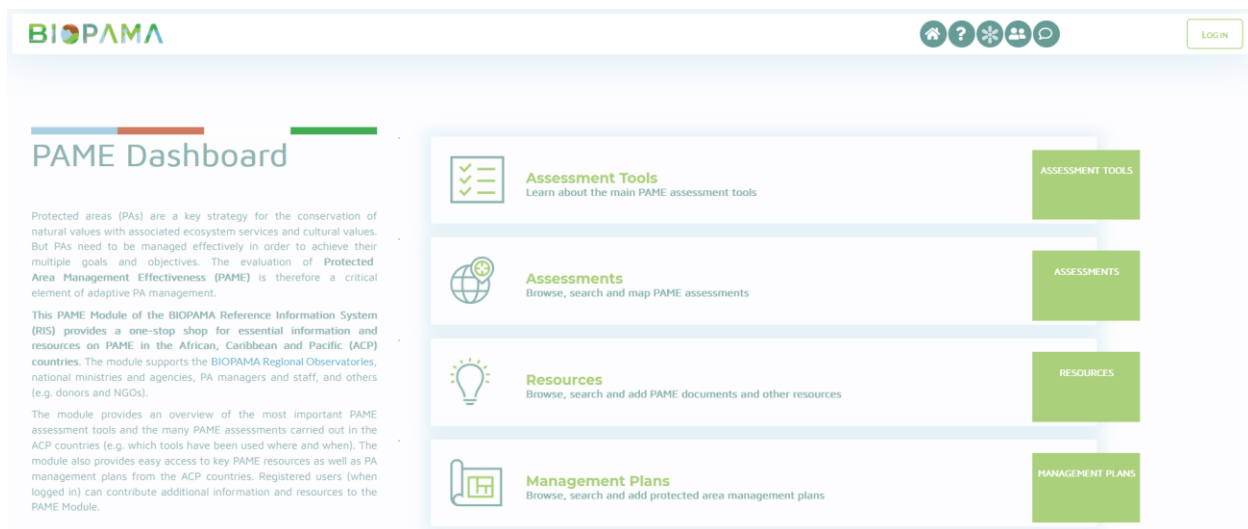 BIOPAMA
LOG IN
PAME Dashboard
Protected areas (PAs) are a key strategy for the conservation of
natural values with associated ecosystem services and cultural values.
But PAs need to be managed effectively in order to achieve their
multiple goals and objectives. The evaluation of Protected
Area Management Effectiveness (PAME) is therefore a critical
element of adaptive PA management.
This PAME Module of the BIOPAMA Reference Information System
(RIS) provides a one-stop shop for essential information and
resources on PAME in the African, Caribbean and Pacific (ACP)
countries. The module supports the BIOPAMA Regional Observatories,
national ministries and agencies, PA managers and staff, and others
(e.g. donors and NGOs).
The module provides an overview of the most important PAME
assessment tools and the many PAME assessments carried out in the
ACP countries (e.g. which tools have been used where and when). The
module also provides easy access to key PAME resources as well as PA
management plans from the ACP countries. Registered users (when
logged in) can contribute additional information and resources to the
PAME Module.
Assessment Tools
Learn about the main PAME assessment tools
ASSESSMENT TOOLS
Assessments
Browse, search and map PAME assessments
ASSESSMENTS
Resources
Browse, search and add PAME documents and other resources
RESOURCES
Management Plans
Browse, search and add protected area management plans
MANAGEMENT PLANS